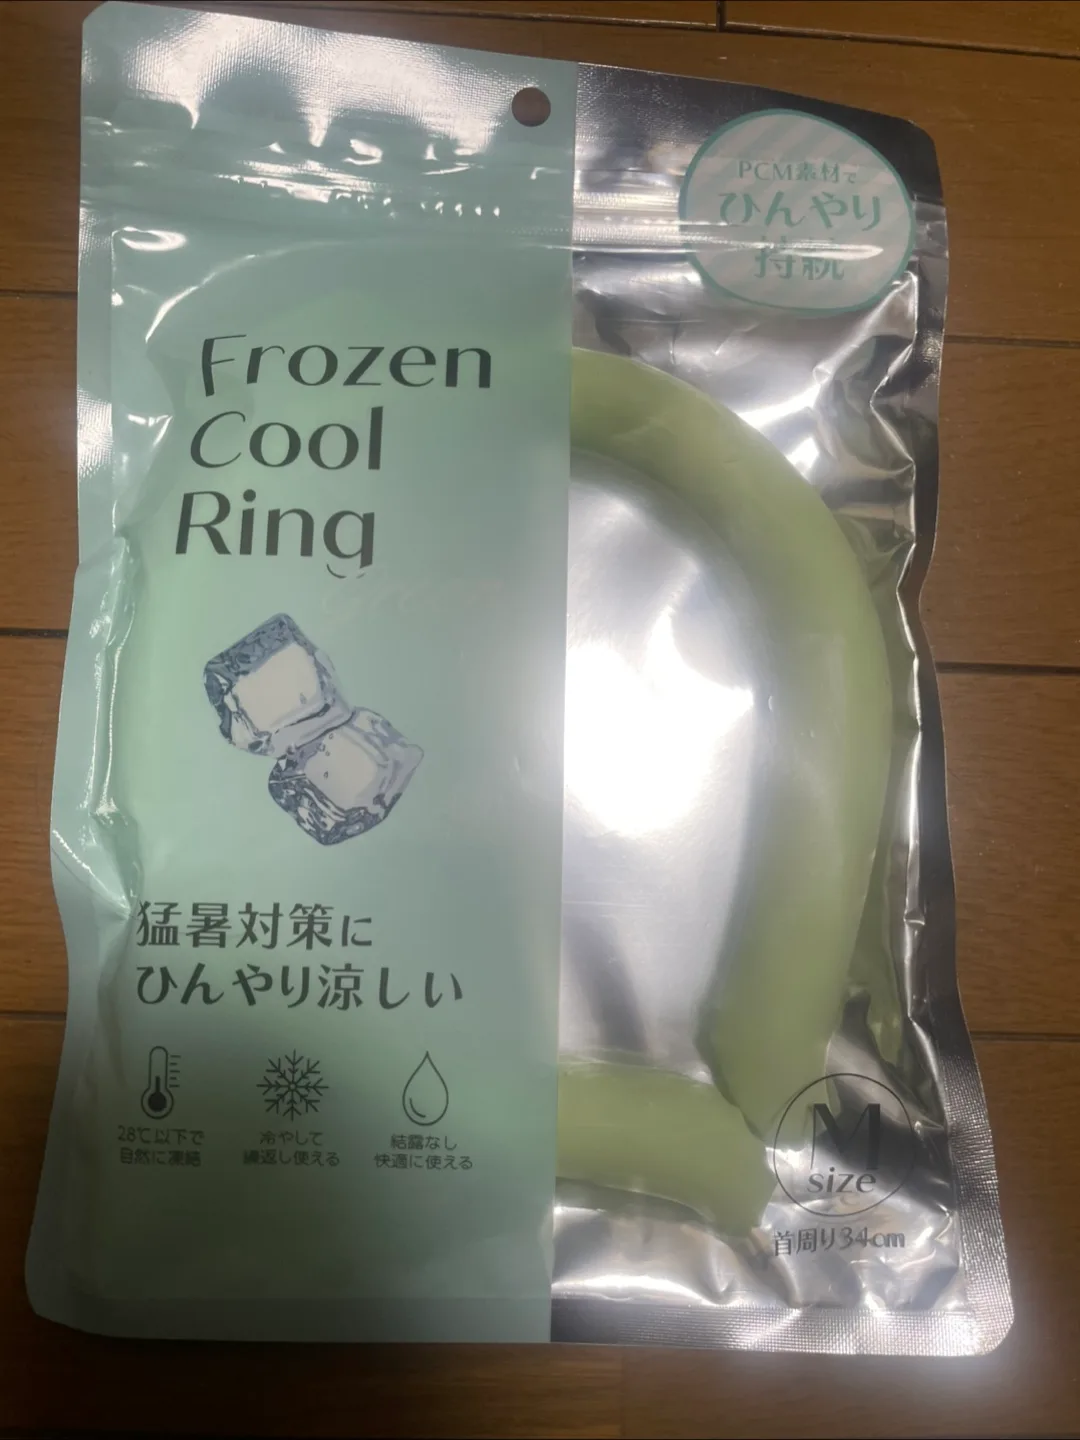 PCM素材で
ひんやり
持続
Frozen
Cool
Ring
猛暑対策に
ひんやり涼しい
28℃以下で
自然に凍結
冷やして
繰返し使える
結露なし
快適に使える
M
size
首周り34cm